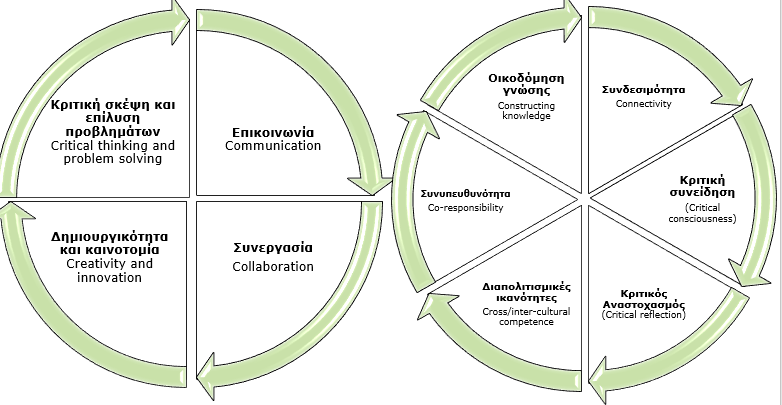 Κριτική σκέψη και
επίλυση
προβλημάτων
Critical thinking and
problem solving
Επικοινωνία
Communication
Δημιουργικότητα
και καινοτομία
Creativity and
innovation
Συνεργασία
Collaboration
Οικοδόμηση
γνώσης
Constructing
knowledge
Συνδεσιμότητα
Connectivity
Συνυπευθυνότητα
Co-responsibility
Κριτική
συνείδηση
(Critical
consciousness)
Διαπολιτισμικές
ικανότητες
Cross/inter-cultural
competence
Κριτικός
Αναστοχασμός
(Critical reflection)